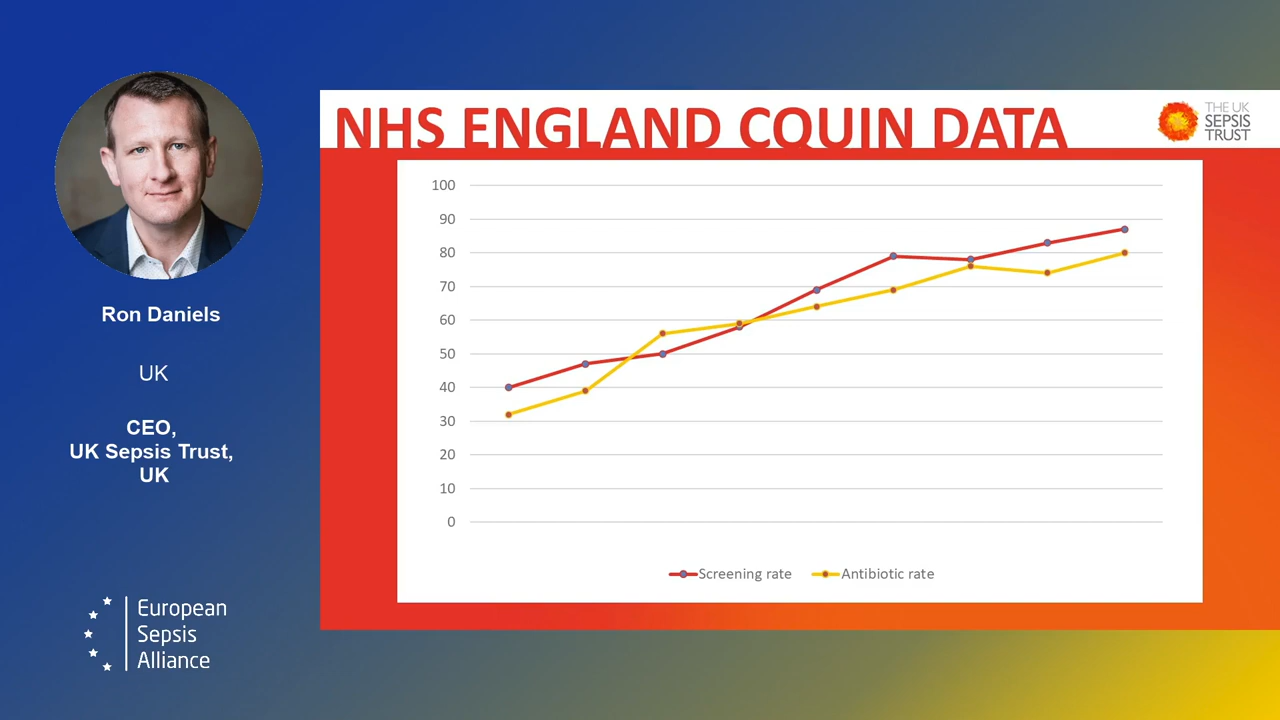 NHS ENGLAND CQUIN DATA
THE UK
SEPSIS
TRUST
Ron Daniels
UK
CEO,
UK Sepsis Trust,
UK
European
Sepsis
Alliance
100
90
80
70
60
50
40
30
20
10
0
Screening rate
Antibiotic rate